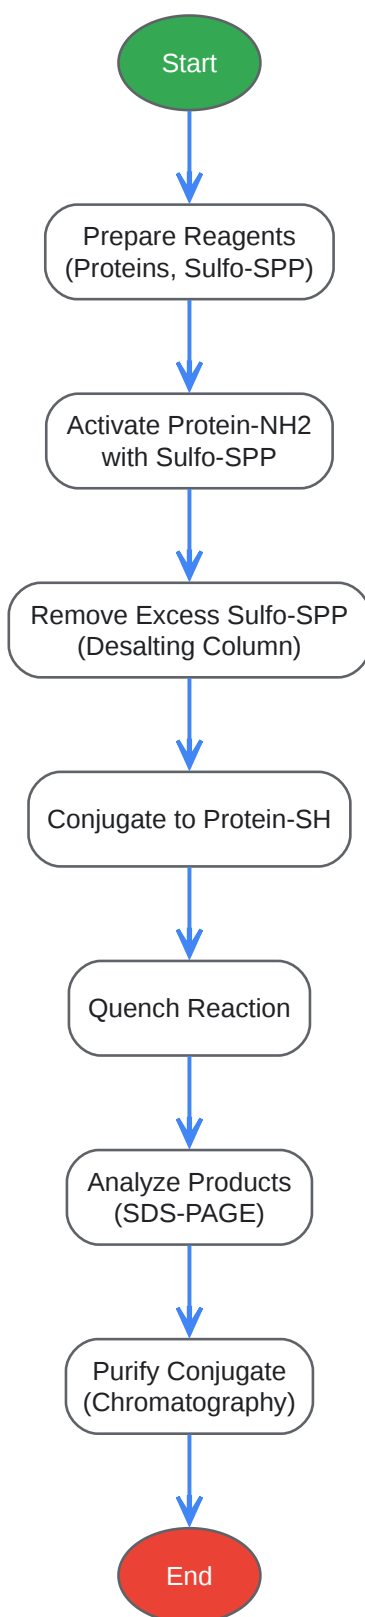 Start
Prepare Reagents
(Proteins, Sulfo-SPP)
Activate Protein-NH2
with Sulfo-SPP
Remove Excess Sulfo-SPP
(Desalting Column)
Conjugate to Protein-SH
Quench Reaction
Analyze Products
(SDS-PAGE)
Purify Conjugate
(Chromatography)
End